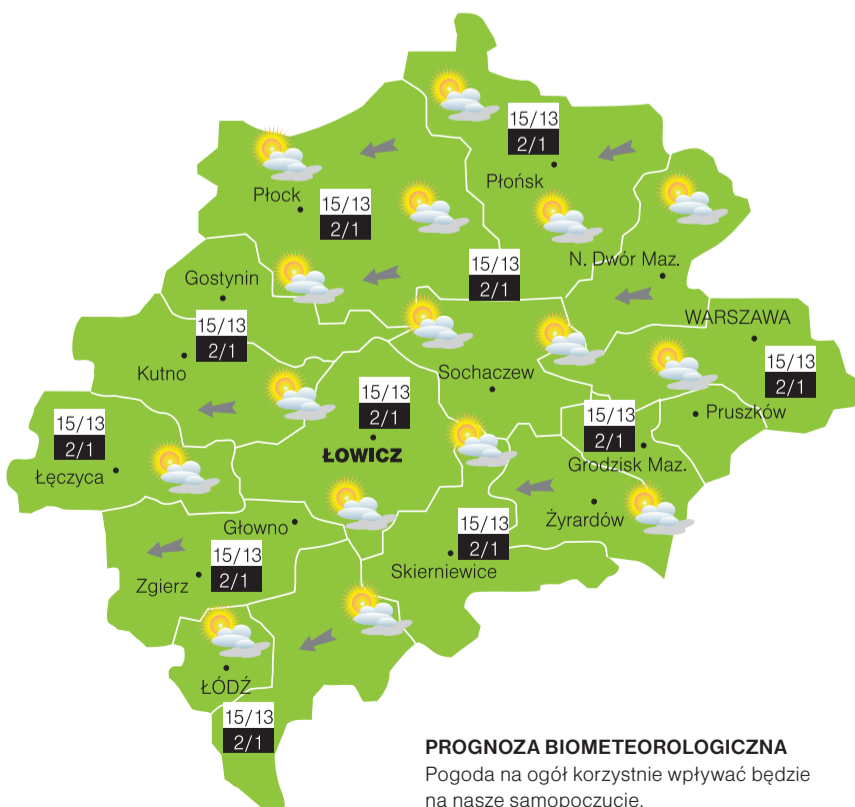 15/13
2/1
Płońsk
Płock
15/13
2/1
N. Dwór Maz.
15/13
2/1
Gostynin
WARSZAWA
15/13
2/1
Kutno
15/13
2/1
Sochaczew
15/13
2/1
ŁOWICZ
15/13
2/1
Pruszków
15/13
2/1
Grodzisk Maz.
Łęczyca
Żyrardów
Głowno
15/13
2/1
Skierniewice
15/13
2/1
Zgierz
ŁÓDŹ
15/13
2/1
PROGNOZA BIOMETEOROLOGICZNA
Pogoda na ogół korzystnie wpływać będzie
na nasze samopoczucie.